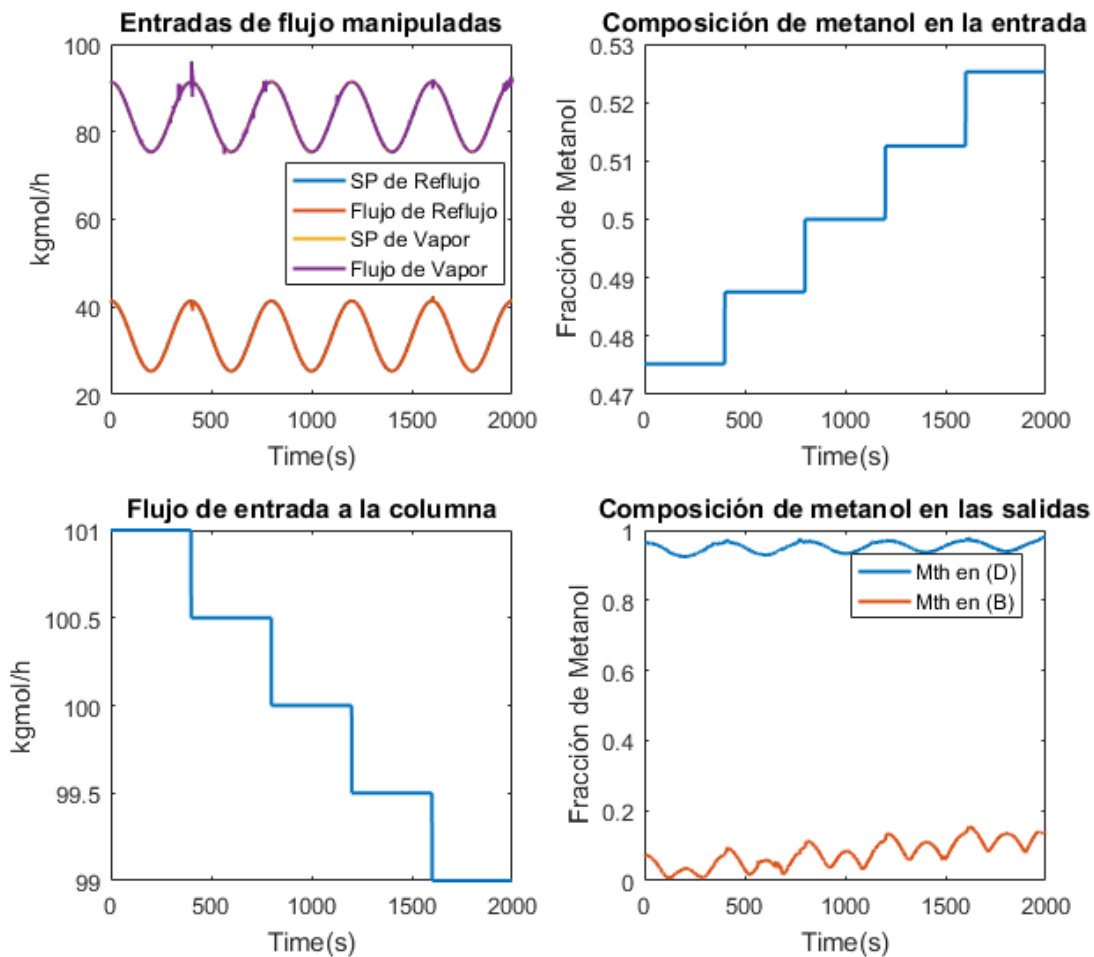 Entradas de flujo manipuladas
100
80
60
40
20
kgmol/h
SP de Reflujo
Flujo de Reflujo
SP de Vapor
Flujo de Vapor
0
500
1000
1500
2000
Time(s)
Composición de metanol en la entrada
0.53
0.52
0.51
0.5
0.49
0.48
0.47
Fracción de Metanol
0
500
1000
1500
2000
Time(s)
Flujo de entrada a la columna
101
100.5
100
99.5
99
kgmol/h
0
500
1000
1500
2000
Time(s)
Composición de metanol en las salidas
1
0.8
0.6
0.4
0.2
0
Fracción de Metanol
Mth en (D)
Mth en (B)
0
500
1000
1500
2000
Time(s)